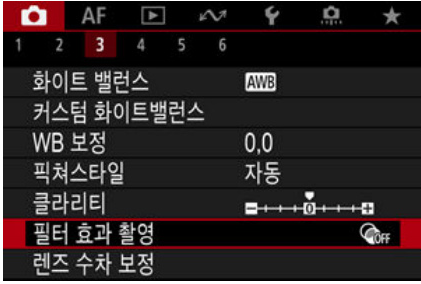 AF
1 2 3 4 5 6
화이트 밸런스 AWB
커스텀 화이트밸런스
WB 보정 0,0
픽쳐스타일 자동
클라리티 0
필터 효과 촬영 OFF
렌즈 수차 보정